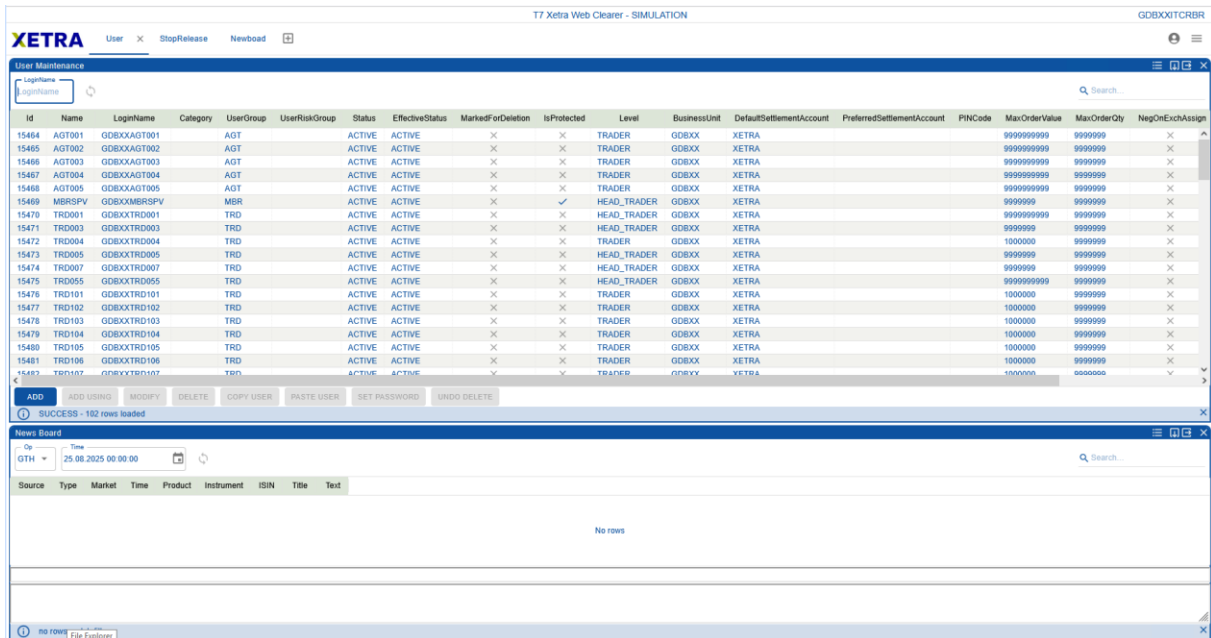 T7 Xetra Web Clearer - SIMULATION GDBXXITCRBR
XETRA User StopRelease Newboad
User Maintenance
LoginName
LoginName Search...
Id Name LoginName Category UserGroup UserRiskGroup Status EffectiveStatus MarkedForDeletion IsProtected Level BusinessUnit DefaultSettlementAccount PreferredSettlementAccount PINCode MaxOrderValue MaxOrderQty NegOnExchAssign
15464 AGT001 GDBXXAGT001 AGT ACTIVE ACTIVE TRADER GDBXX XETRA 9999999999 9999999
15465 AGT002 GDBXXAGT002 AGT ACTIVE ACTIVE TRADER GDBXX XETRA 9999999999 9999999
15466 AGT003 GDBXXAGT003 AGT ACTIVE ACTIVE TRADER GDBXX XETRA 9999999999 9999999
15467 AGT004 GDBXXAGT004 AGT ACTIVE ACTIVE TRADER GDBXX XETRA 9999999999 9999999
15468 AGT005 GDBXXAGT005 AGT ACTIVE ACTIVE TRADER GDBXX XETRA 9999999999 9999999
15469 MBRSPV GDBXXMBRSPV MBR ACTIVE ACTIVE HEAD_TRADER GDBXX XETRA 9999999 9999999
15470 TRD001 GDBXXTRD001 TRD ACTIVE ACTIVE HEAD_TRADER GDBXX XETRA 9999999999 9999999
15471 TRD003 GDBXXTRD003 TRD ACTIVE ACTIVE HEAD_TRADER GDBXX XETRA 9999999 9999999
15472 TRD004 GDBXXTRD004 TRD ACTIVE ACTIVE TRADER GDBXX XETRA 1000000 9999999
15473 TRD005 GDBXXTRD005 TRD ACTIVE ACTIVE HEAD_TRADER GDBXX XETRA 9999999 9999999
15474 TRD007 GDBXXTRD007 TRD ACTIVE ACTIVE HEAD_TRADER GDBXX XETRA 9999999 9999999
15475 TRD055 GDBXXTRD055 TRD ACTIVE ACTIVE HEAD_TRADER GDBXX XETRA 9999999999 9999999
15476 TRD101 GDBXXTRD101 TRD ACTIVE ACTIVE TRADER GDBXX XETRA 1000000 9999999
15477 TRD102 GDBXXTRD102 TRD ACTIVE ACTIVE TRADER GDBXX XETRA 1000000 9999999
15478 TRD103 GDBXXTRD103 TRD ACTIVE ACTIVE TRADER GDBXX XETRA 1000000 9999999
15479 TRD104 GDBXXTRD104 TRD ACTIVE ACTIVE TRADER GDBXX XETRA 1000000 9999999
15480 TRD105 GDBXXTRD105 TRD ACTIVE ACTIVE TRADER GDBXX XETRA 1000000 9999999
15481 TRD106 GDBXXTRD106 TRD ACTIVE ACTIVE TRADER GDBXX XETRA 1000000 9999999
15482 TRD107 GDBXXTRD107 TRD ACTIVE ACTIVE TRADER GDBXX XETRA 1000000 9999999
ADD ADD USING MODIFY DELETE COPY USER PASTE USER SET PASSWORD UNDO DELETE
SUCCESS - 102 rows loaded
News Board
Op Time
GTH 25.08.2025 00:00:00 Search...
Source Type Market Time Product Instrument ISIN Title Text
No rows
no rows
File Explorer